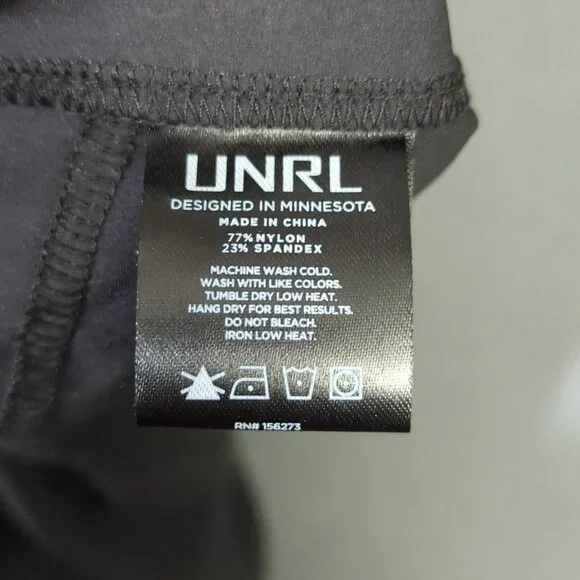 UNRL
DESIGNED IN MINNESOTA
MADE IN CHINA
77% NYLON
23% SPANDEX
MACHINE WASH COLD.
WASH WITH LIKE COLORS.
TUMBLE DRY LOW HEAT.
HANG DRY FOR BEST RESULTS.
DO NOT BLEACH.
IRON LOW HEAT.
RN# 156273